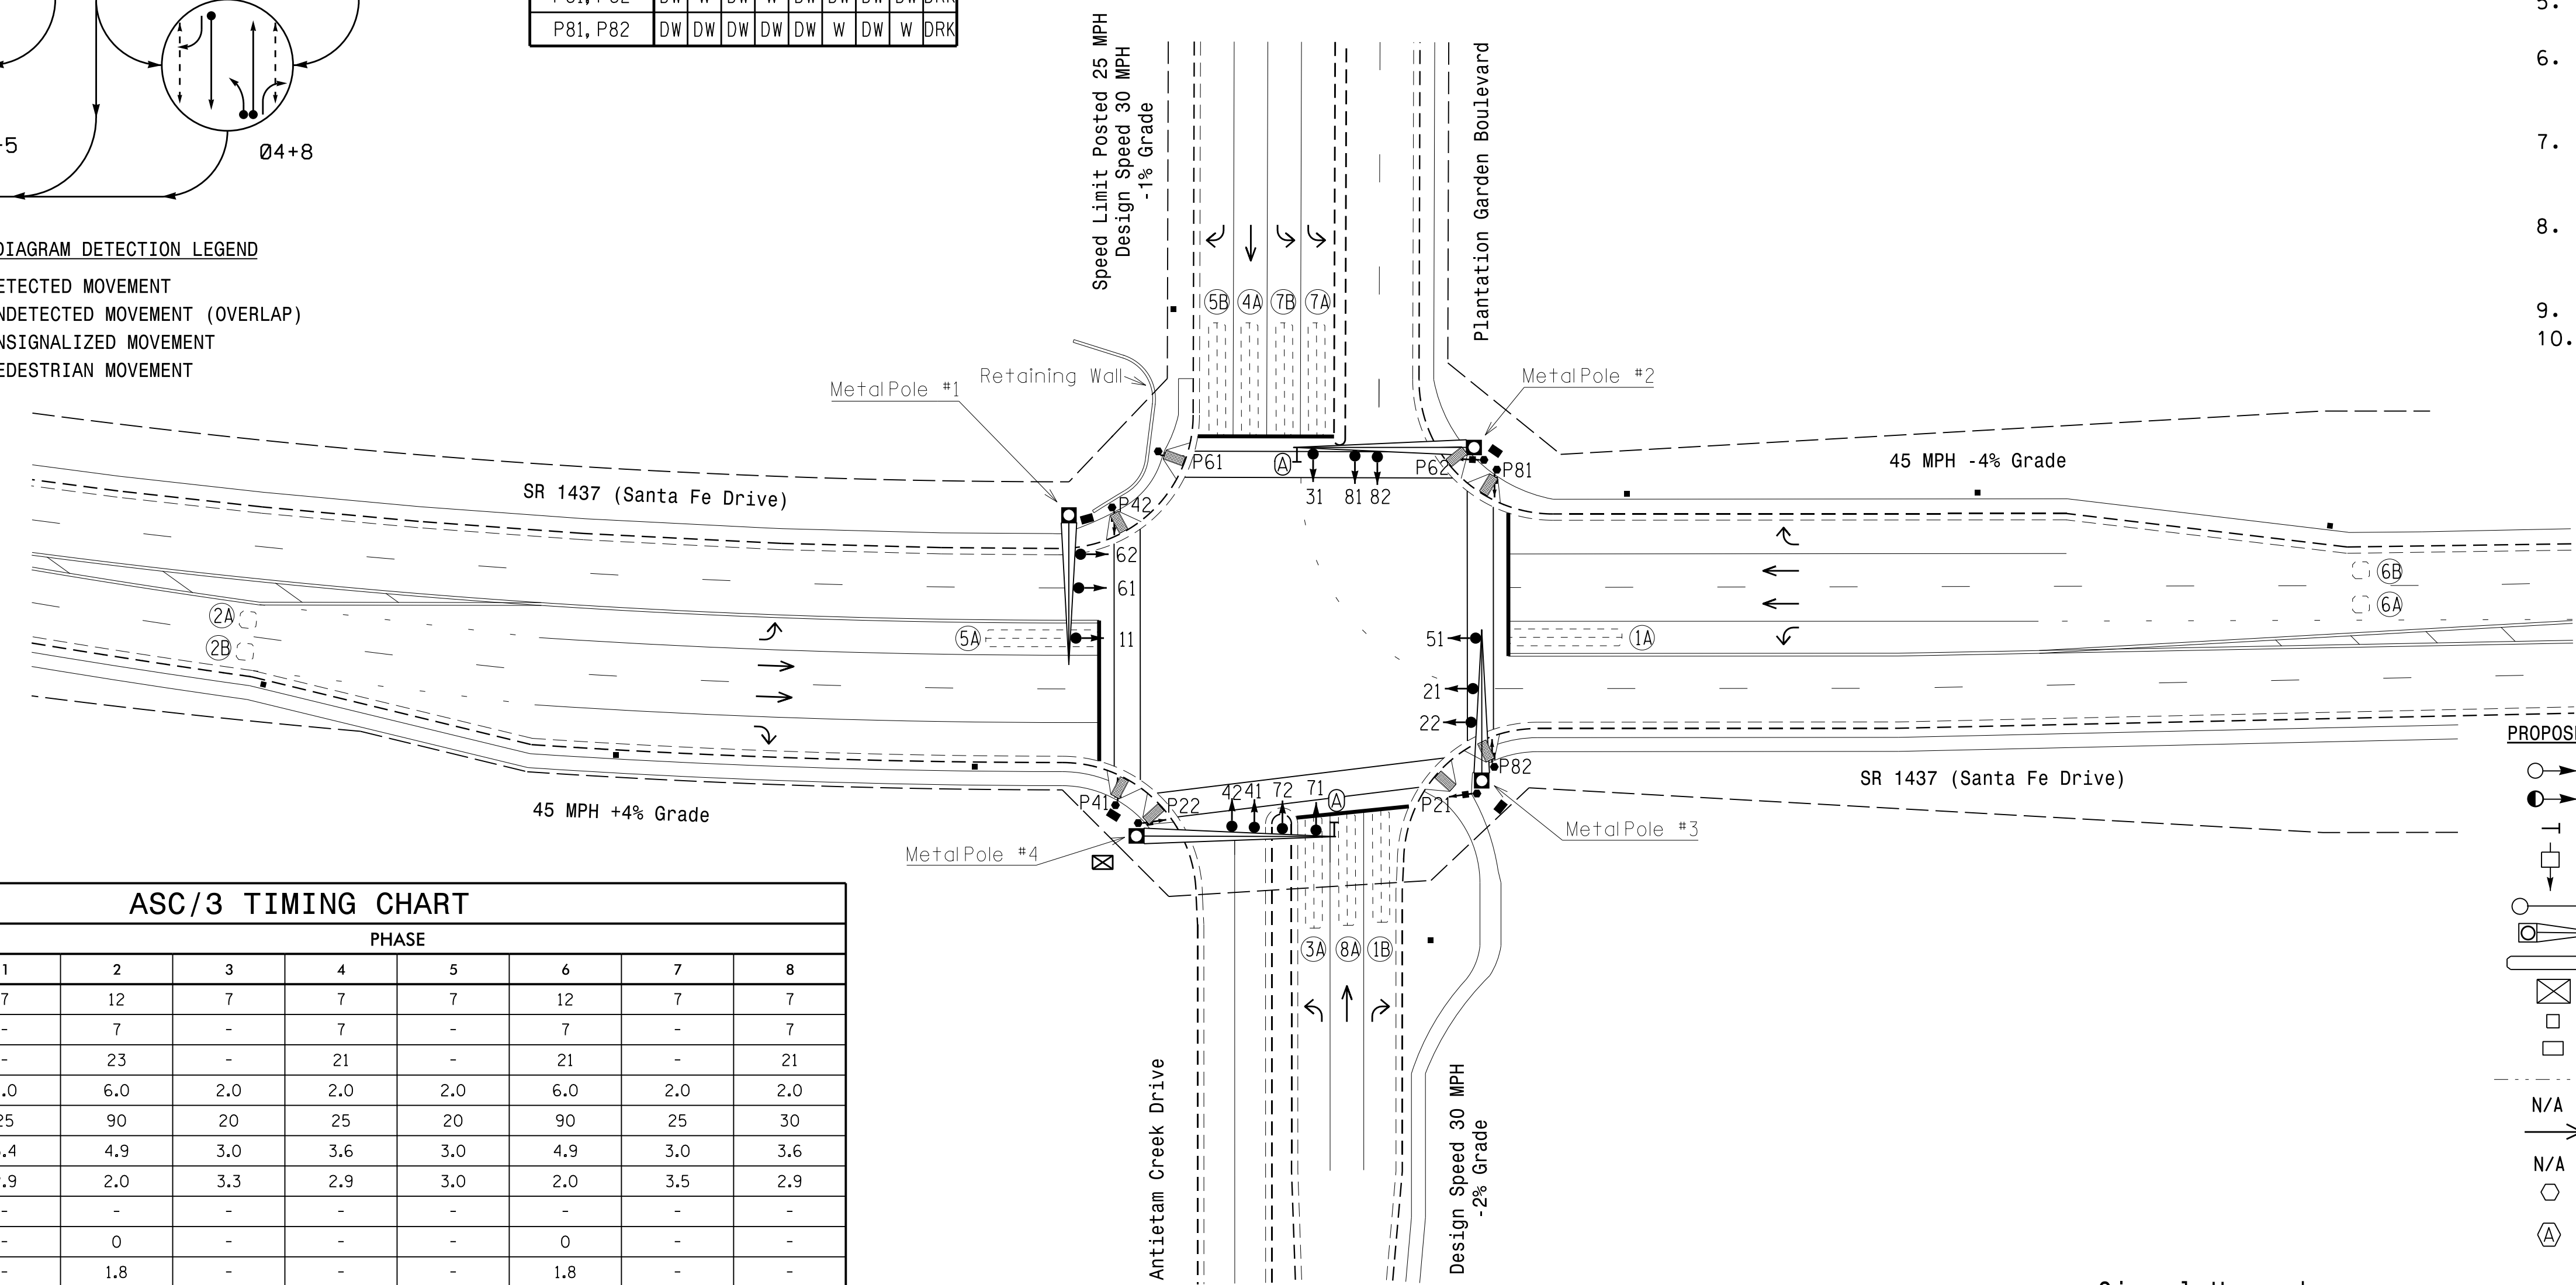 P81, P82 DW DW DW DW DW W DW W DRK
Ø4+8
DIAGRAM DETECTION LEGEND
ETECTED MOVEMENT
NDETECTED MOVEMENT (OVERLAP)
NSIGNALIZED MOVEMENT
EDESTRIAN MOVEMENT
Speed Limit Posted 25 MPH
Design Speed 30 MPH
-1% Grade
Plantation Garden Boulevard
5.
6.
7.
8.
9.
10.
5B 4A 7B 7A
Retaining Wall
Metal Pole #1
Metal Pole #2
P61
A
P62
P81
31 81 82
45 MPH -4% Grade
SR 1437 (Santa Fe Drive)
P42
62
61
11
6B
6A
2A
2B
5A
51
1A
21
22
45 MPH +4% Grade
P41
P22
42 41 72 71
A
P21
P82
SR 1437 (Santa Fe Drive)
Metal Pole #3
Metal Pole #4
3A 8A 1B
Antietam Creek Drive
Design Speed 30 MPH
-2% Grade
PROPOS
N/A
N/A
A
ASC/3 TIMING CHART
PHASE
1 2 3 4 5 6 7 8
7 12 7 7 7 12 7 7
- 7 - 7 - 7 - 7
- 23 - 21 - 21 - 21
.0 6.0 2.0 2.0 2.0 6.0 2.0 2.0
25 90 20 25 20 90 25 30
.4 4.9 3.0 3.6 3.0 4.9 3.0 3.6
.9 2.0 3.3 2.9 3.0 2.0 3.5 2.9
- - - - - - - -
- 0 - - - 0 - -
- 1.8 - - - 1.8 - -